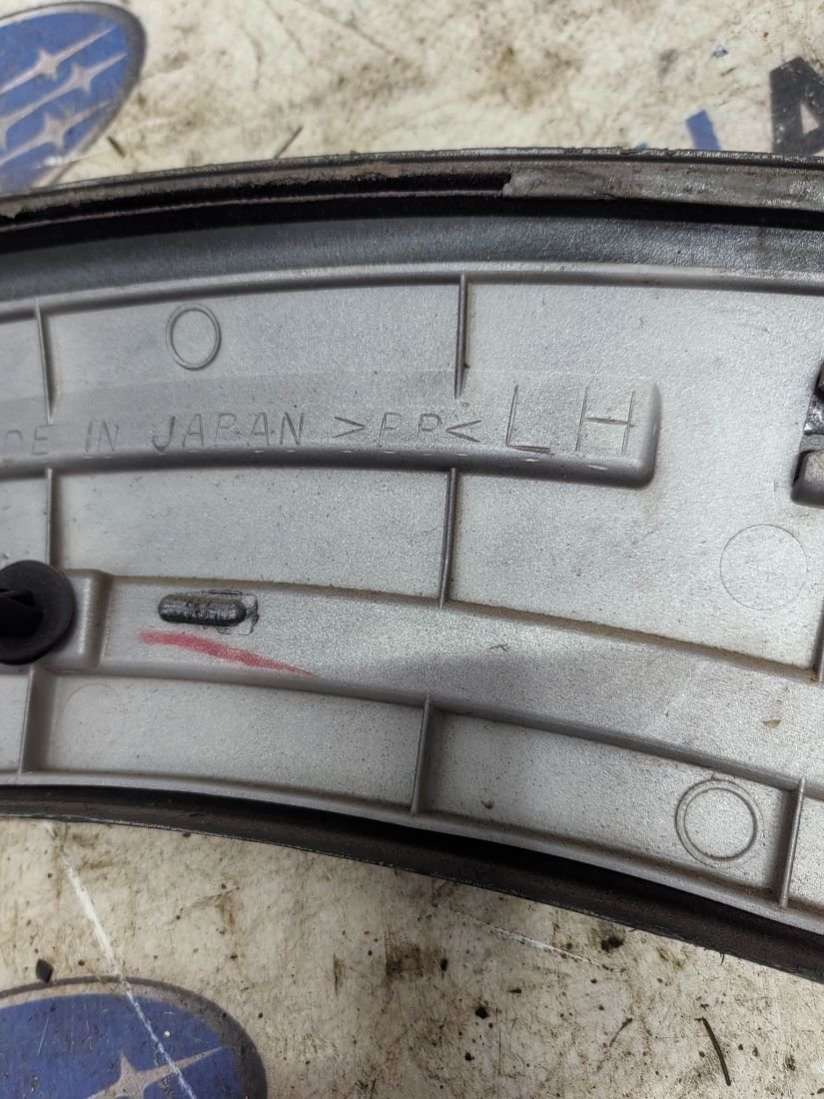 DE IN JAPAN >PP< LH